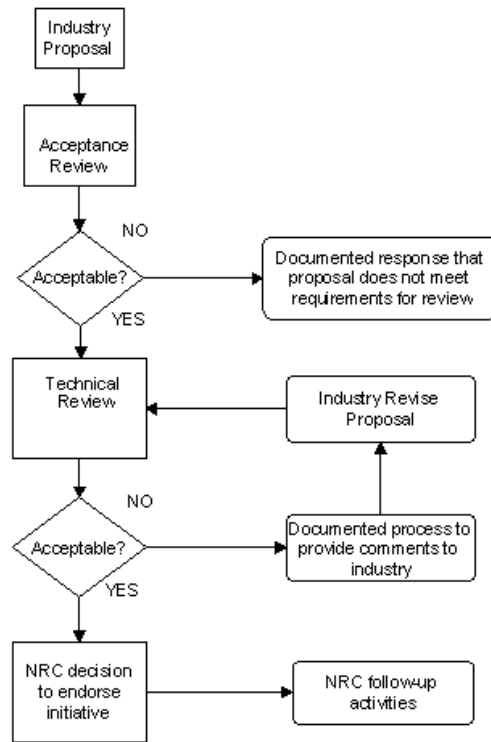 Industry
Proposal
Acceptance
Review
NO
Acceptable?
Documented response that
proposal does not meet
requirements for review
YES
Technical
Review
Industry Revise
Proposal
NO
Acceptable?
Documented process to
provide comments to
industry
YES
NRC decision
to endorse
initiative
NRC follow-up
activities